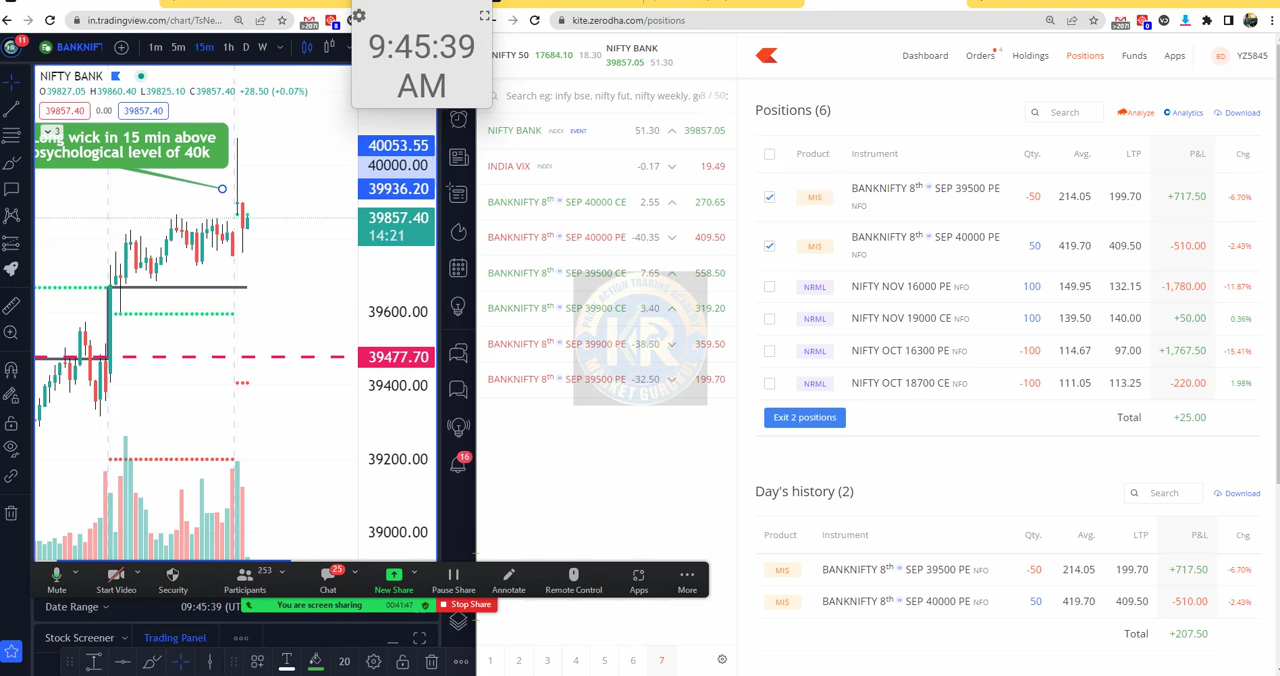 in.tradingview.com/chart/TsNe...
>207)
kite.zerodha.com/positions
>207)
11
BANKNIFT
1m 5m 15m 1h D W
9:45:39
AM
NIFTY BANK
O39827.05 H39860.40 L39825.10 C39857.40 +28.50 (+0.07%)
39857.40 0.00 39857.40
3
Long wick in 15 min above
psychological level of 40k
40053.55
40000.00
39936.20
39857.40
14:21
39600.00
39477.70
39400.00
39200.00
39000.00
16
NIFTY 50 17684.10 18.30 NIFTY BANK
39857.05 51.30
Search eg: infy bse, nifty fut, nifty weekly, g
8 / 50
NIFTY BANK INDEX EVENT 51.30 39857.05
INDIA VIX INDEX -0.17 19.49
BANKNIFTY 8th w SEP 40000 CE 2.55 270.65
BANKNIFTY 8th w SEP 40000 PE -40.35 409.50
BANKNIFTY 8th w SEP 39500 CE 7.65 558.50
BANKNIFTY 8th w SEP 39900 CE 3.40 319.20
BANKNIFTY 8th w SEP 39900 PE -38.50 359.50
BANKNIFTY 8th w SEP 39500 PE -32.50 199.70
KR
1 2 3 4 5 6 7
Dashboard Orders 4 Holdings Positions Funds Apps BD YZ5845
Positions (6) Search Analyze Analytics Download
Product Instrument Qty. Avg. LTP P&L Chg.
MIS BANKNIFTY 8th w SEP 39500 PE NFO -50 214.05 199.70 +717.50 -6.70%
MIS BANKNIFTY 8th w SEP 40000 PE NFO 50 419.70 409.50 -510.00 -2.43%
NRML NIFTY NOV 16000 PE NFO 100 149.95 132.15 -1,780.00 -11.87%
NRML NIFTY NOV 19000 CE NFO 100 139.50 140.00 +50.00 0.36%
NRML NIFTY OCT 16300 PE NFO -100 114.67 97.00 +1,767.50 -15.41%
NRML NIFTY OCT 18700 CE NFO -100 111.05 113.25 -220.00 1.98%
Exit 2 positions Total +25.00
Day's history (2) Search Download
Product Instrument Qty. Avg. LTP P&L Chg.
MIS BANKNIFTY 8th w SEP 39500 PE NFO -50 214.05 199.70 +717.50 -6.70%
MIS BANKNIFTY 8th w SEP 40000 PE NFO 50 419.70 409.50 -510.00 -2.43%
Total +207.50
253 25
Mute Start Video Security Participants Chat New Share Pause Share Annotate Remote Control Apps More
Date Range 09:45:39 (UT
You are screen sharing 00:41:47 Stop Share
Stock Screener Trading Panel
20